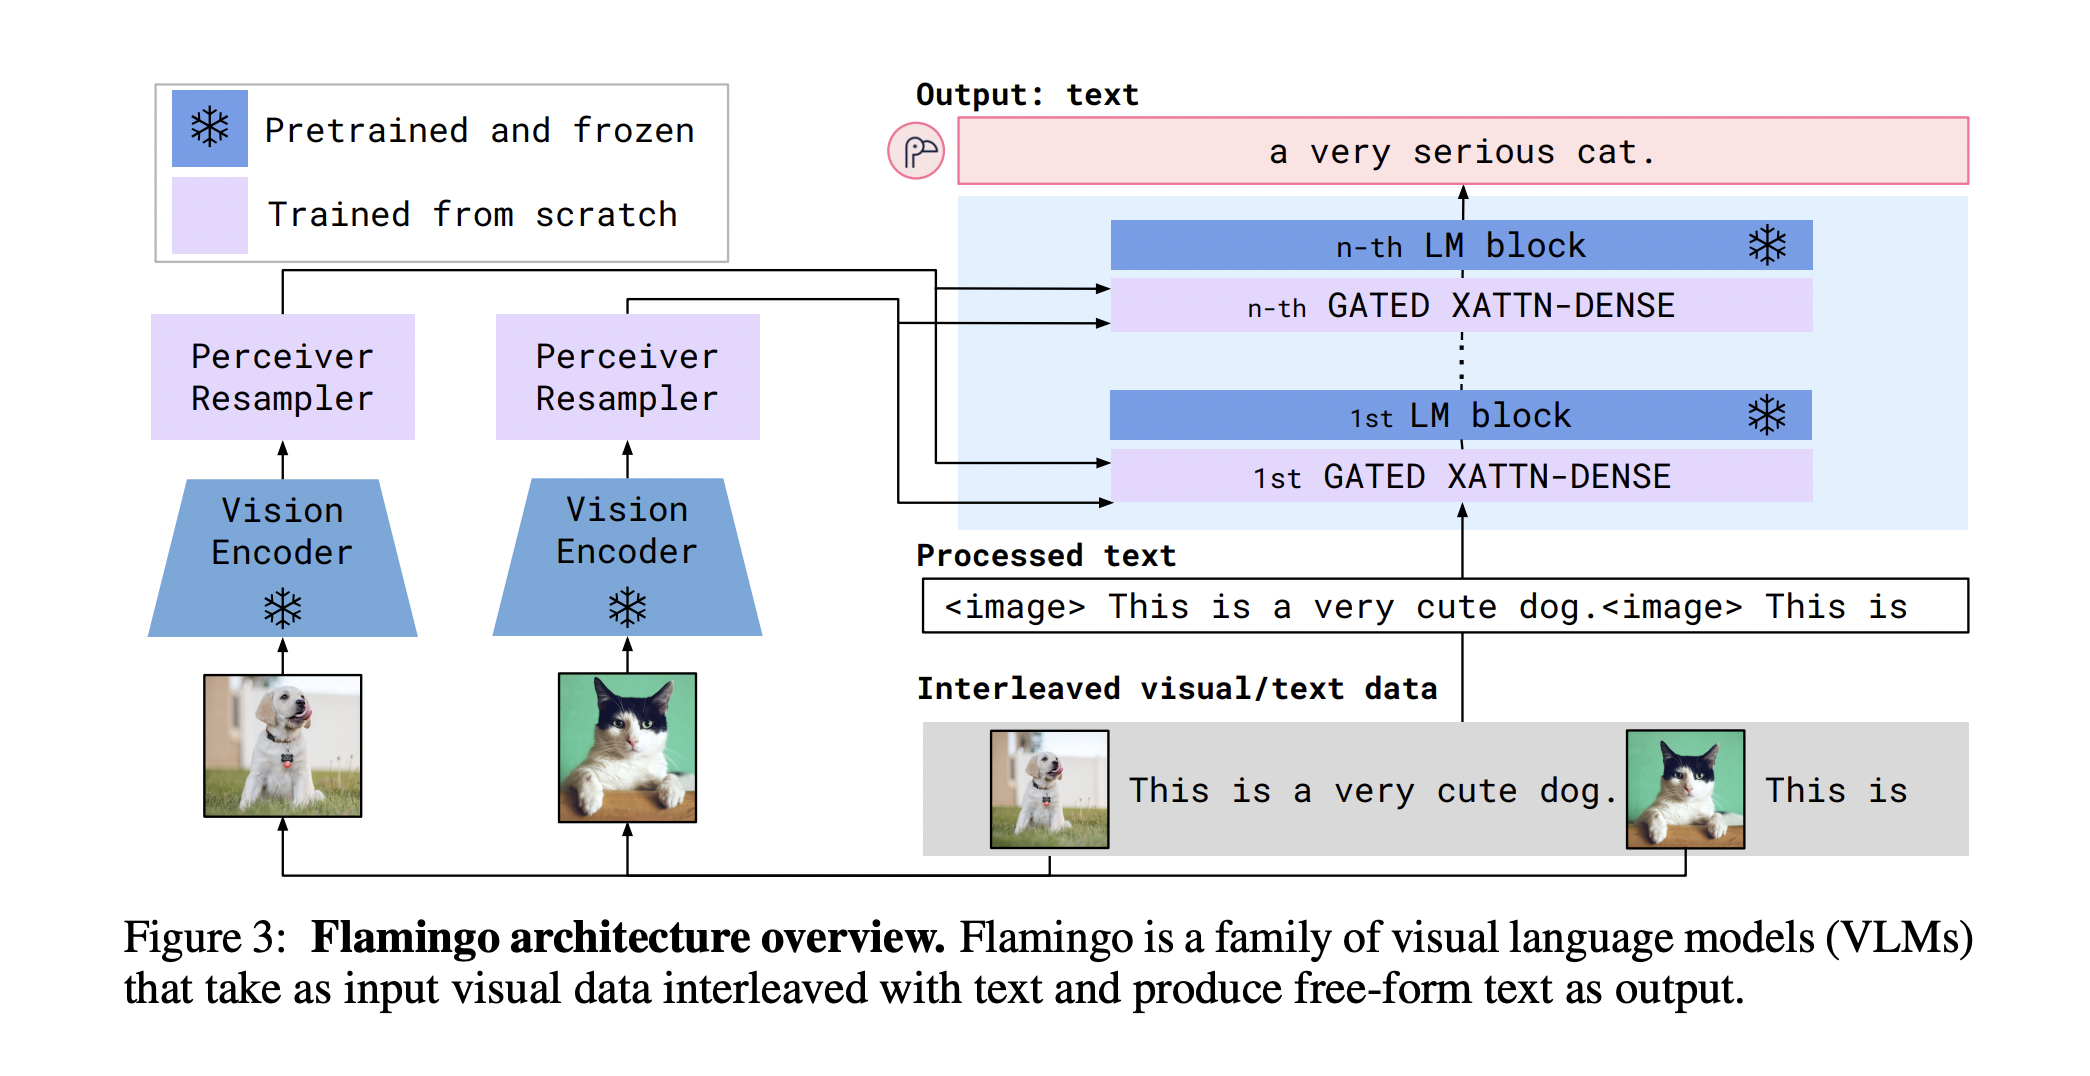 Pretrained and frozen
Trained from scratch
Output: text
a very serious cat.
n-th LM block
n-th GATED XATTN-DENSE
1st LM block
1st GATED XATTN-DENSE
Perceiver
Resampler
Perceiver
Resampler
Vision
Encoder
Vision
Encoder
Processed text
<image> This is a very cute dog.<image> This is
Interleaved visual/text data
This is a very cute dog. This is
Figure 3: Flamingo architecture overview. Flamingo is a family of visual language models (VLMs)
that take as input visual data interleaved with text and produce free-form text as output.